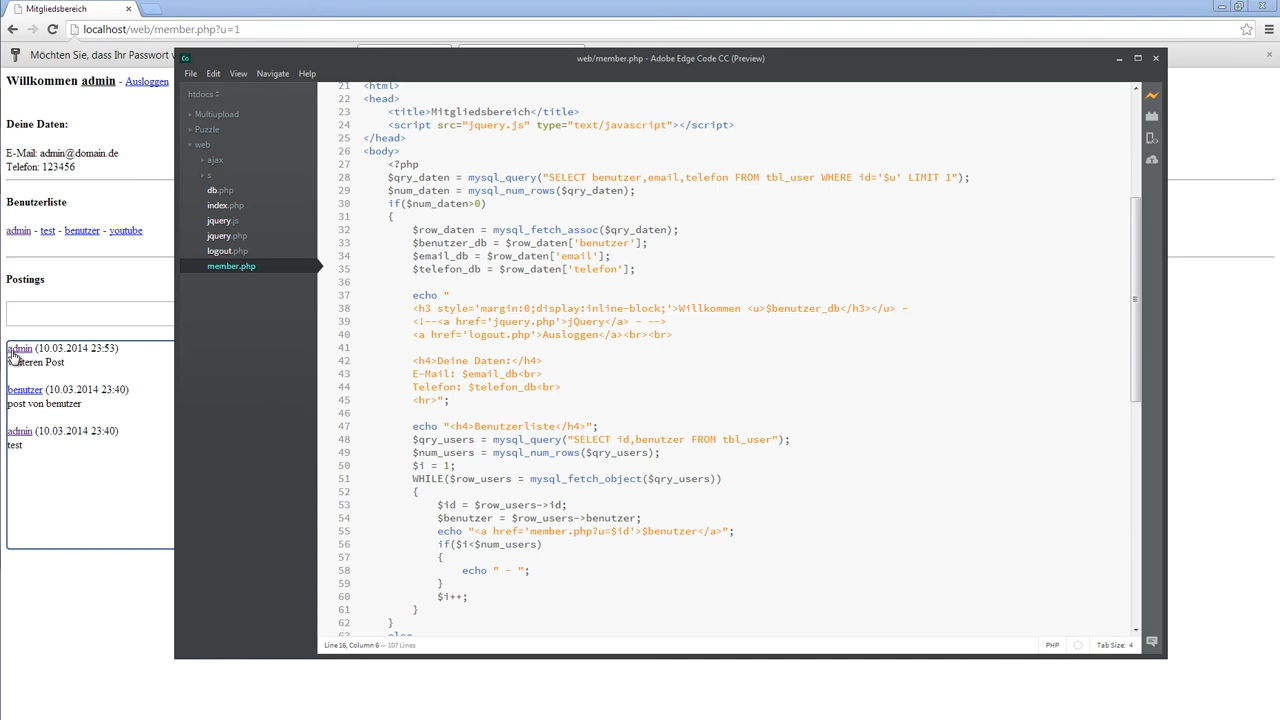 Mitgliedsbereich
localhost/web/member.php?u=1
Möchten Sie, dass Ihr Passwort
Willkommen admin - Ausloggen
Deine Daten:
E-Mail: admin@domain.de
Telefon: 123456
Benutzerliste
admin - test - benutzer - youtube
Postings
admin (10.03.2014 23:53)
Post
benutzer (10.03.2014 23:40)
post von benutzer
admin (10.03.2014 23:40)
test
Co
web/member.php - Adobe Edge Code CC (Preview)
File Edit View Navigate Help
htdocs
Multiupload
Puzzle
web
ajax
s
db.php
index.php
jquery.js
jquery.php
logout.php
member.php
21 <html>
22 <head>
23 <title>Mitgliedsbereich</title>
24 <script src="jquery.js" type="text/javascript"></script>
25 </head>
26 <body>
27 <?php
28 $qry_daten = mysql_query("SELECT benutzer,email,telefon FROM tbl_user WHERE id='$u' LIMIT 1");
29 $num_daten = mysql_num_rows($qry_daten);
30 if($num_daten>0)
31 {
32 $row_daten = mysql_fetch_assoc($qry_daten);
33 $benutzer_db = $row_daten['benutzer'];
34 $email_db = $row_daten['email'];
35 $telefon_db = $row_daten['telefon'];
36
37 echo "
38 <h3 style='margin:0;display:inline-block;'>Willkommen <u>$benutzer_db</h3></u> -
39 <!--<a href='jquery.php'>jQuery</a> - -->
40 <a href='logout.php'>Ausloggen</a><br><br>
41
42 <h4>Deine Daten:</h4>
43 E-Mail: $email_db<br>
44 Telefon: $telefon_db<br>
45 <hr>";
46
47 echo "<h4>Benutzerliste</h4>";
48 $qry_users = mysql_query("SELECT id,benutzer FROM tbl_user");
49 $num_users = mysql_num_rows($qry_users);
50 $i = 1;
51 WHILE($row_users = mysql_fetch_object($qry_users))
52 {
53 $id = $row_users->id;
54 $benutzer = $row_users->benutzer;
55 echo "<a href='member.php?u=$id'>$benutzer</a>";
56 if($i<$num_users)
57 {
58 echo " - ";
59 }
60 $i++;
61 }
62 }
63 else
Line 16, Column 6 — 107 Lines
PHP
Tab Size: 4